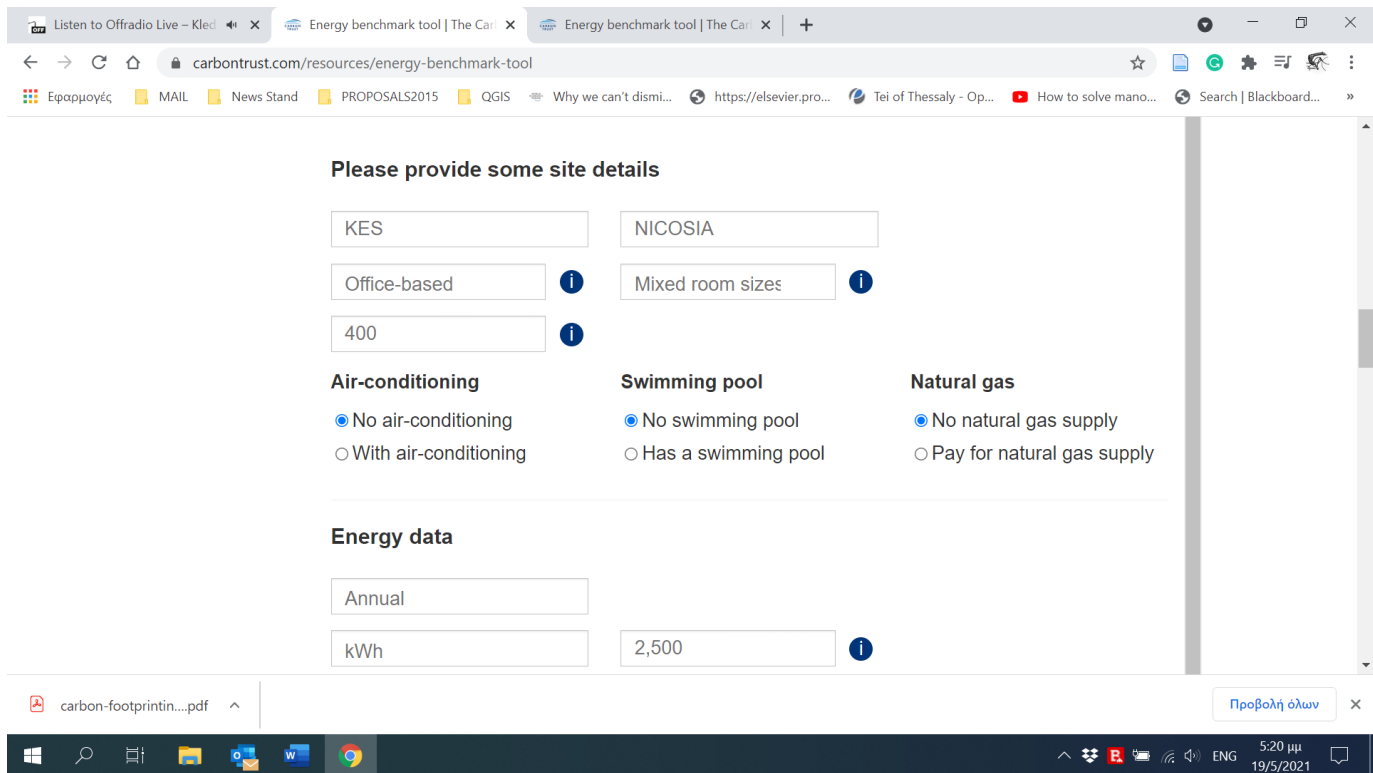 Listen to Offradio Live – Kled
Energy benchmark tool | The Car
Energy benchmark tool | The Car
carbontrust.com/resources/energy-benchmark-tool
Εφαρμογές MAIL News Stand PROPOSALS2015 QGIS Why we can't dismi... https://elsevier.pro... Tei of Thessaly - Op... How to solve mano... Search | Blackboard... »
Please provide some site details
KES NICOSIA
Office-based i Mixed room sizes i
400 i
Air-conditioning Swimming pool Natural gas
No air-conditioning No swimming pool No natural gas supply
With air-conditioning Has a swimming pool Pay for natural gas supply
Energy data
Annual
kWh 2,500 i
carbon-footprintin....pdf Προβολή όλων
ENG 5:20 μμ
19/5/2021